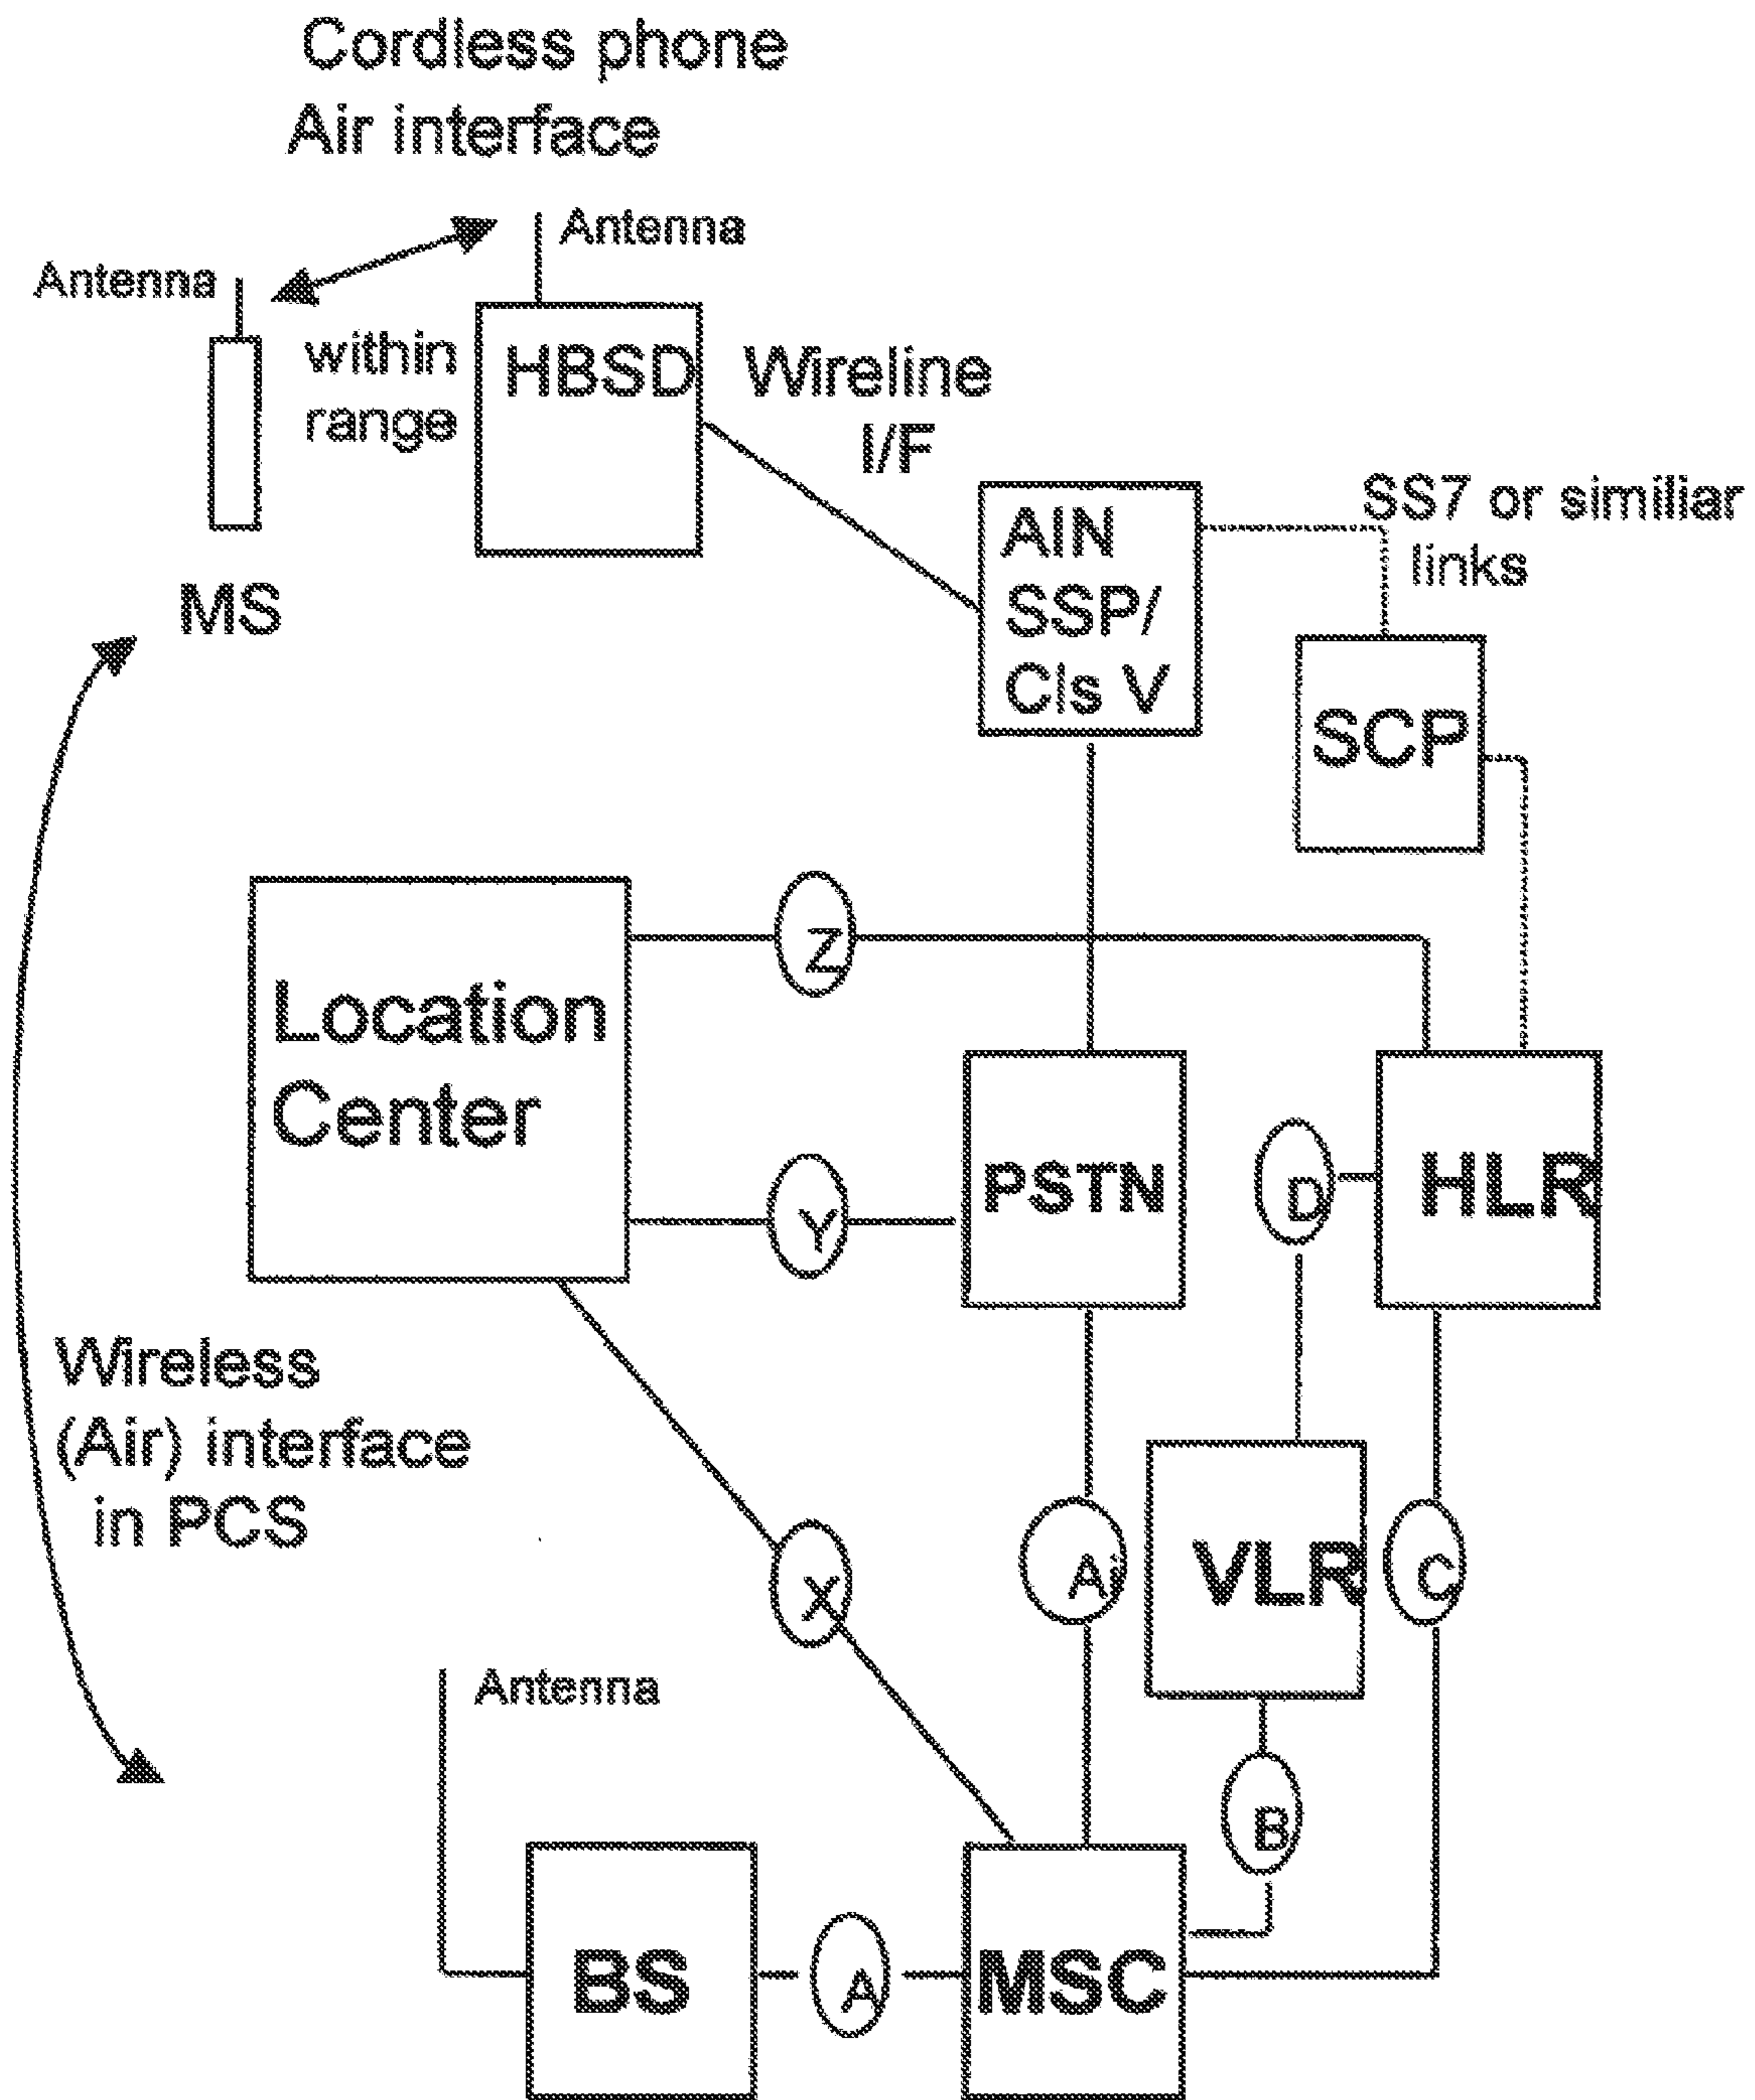 Cordless phone
Air interface
Antenna
Antenna
within
range
HBSD
Wireline
I/F
MS
AIN
SSP/
Cls V
SS7 or similiar
links
SCP
Z
Location
Center
PSTN
D
HLR
Y
Wireless
(Air) interface
in PCS
X
Ai
VLR
C
Antenna
B
BS
A
MSC